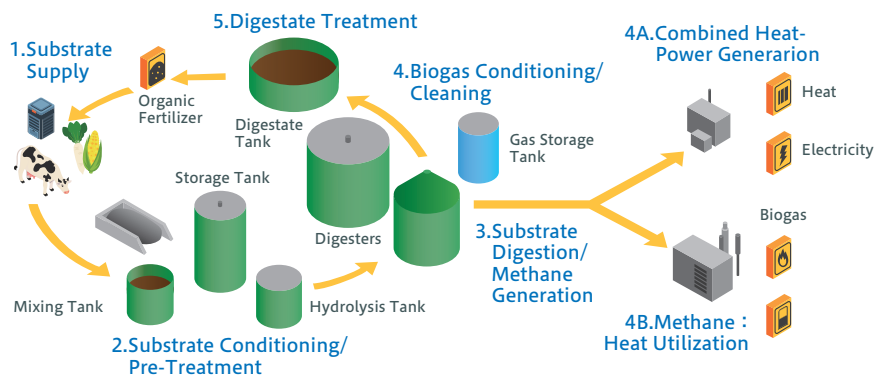 5.Digestate Treatment
1.Substrate
Supply
Organic
Fertilizer
Digestate
Tank
4.Biogas Conditioning/
Cleaning
Gas Storage
Tank
4A.Combined Heat-
Power Generarion
Heat
Electricity
Storage Tank
Digesters
3.Substrate
Digestion/
Methane
Generation
Biogas
Mixing Tank
Hydrolysis Tank
2.Substrate Conditioning/
Pre-Treatment
4B.Methane：
Heat Utilization